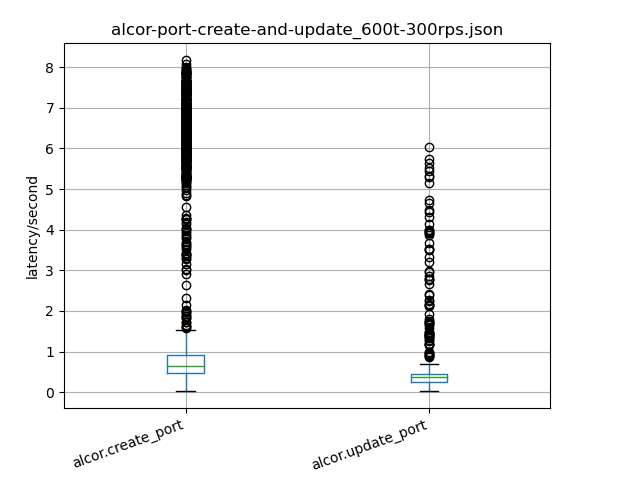 alcor-port-create-and-update_600t-300rps.json
8
7
6
5
4
3
2
1
0
latency/second
alcor.create_port
alcor.update_port